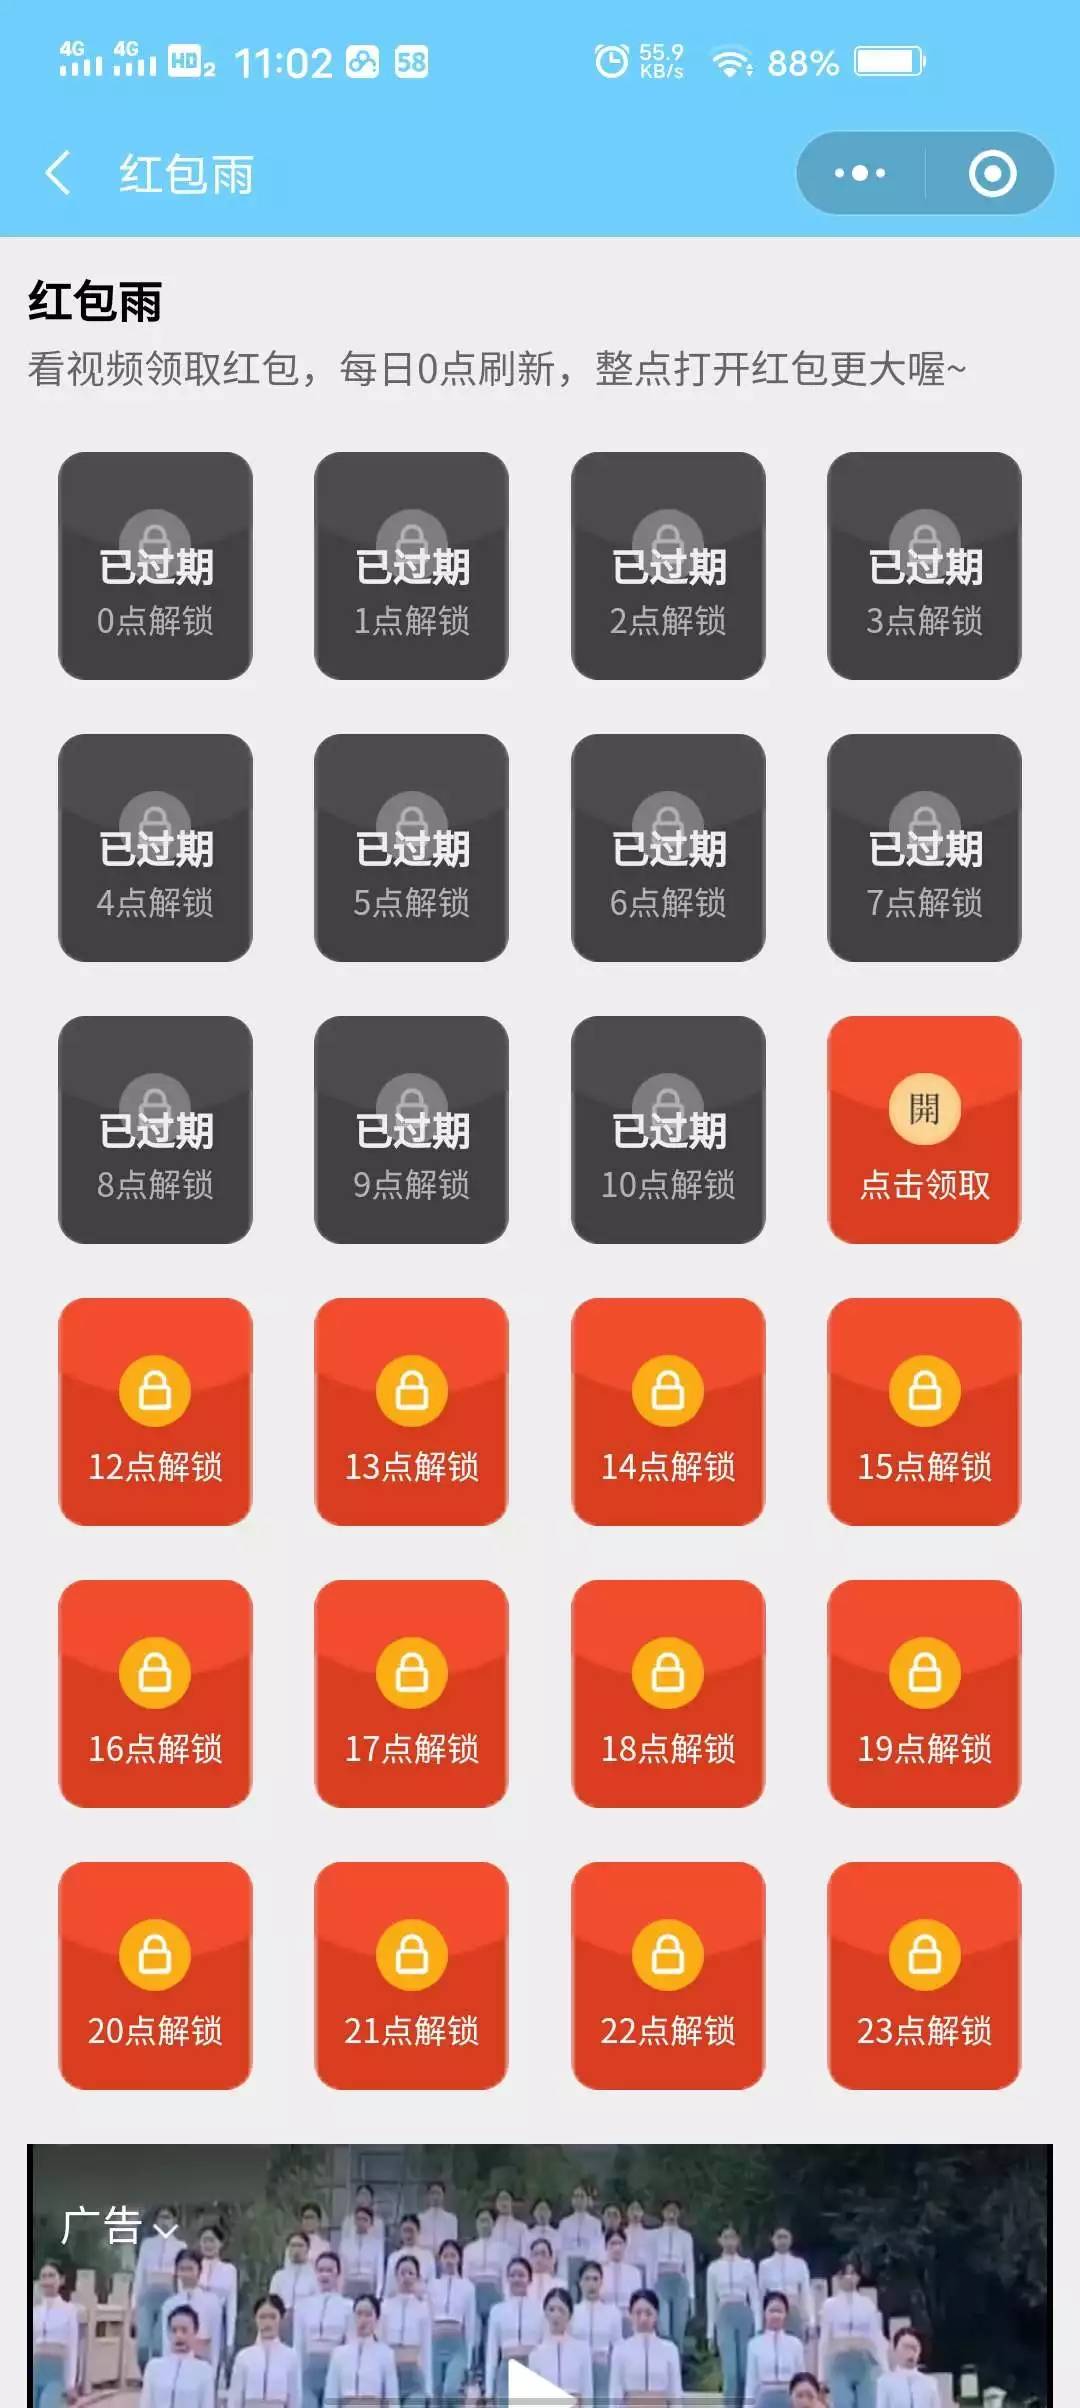 4G 4G HD 2 11:02 58 55.9 KB/s 88%
红包雨
红包雨
看视频领取红包，每日0点刷新，整点打开红包更大喔~
已过期 已过期 已过期 已过期
0点解锁 1点解锁 2点解锁 3点解锁
已过期 已过期 已过期 已过期
4点解锁 5点解锁 6点解锁 7点解锁
開
已过期 已过期 已过期
8点解锁 9点解锁 10点解锁 点击领取
12点解锁 13点解锁 14点解锁 15点解锁
16点解锁 17点解锁 18点解锁 19点解锁
20点解锁 21点解锁 22点解锁 23点解锁
广告